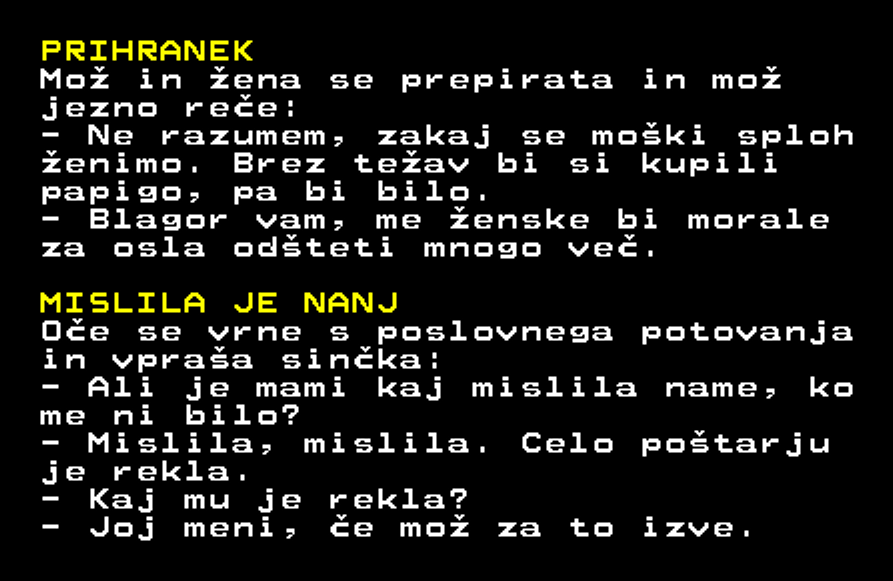 PRIHRANEK
Mož in žena se prepirata in mož
jezno reče:
- Ne razumem, zakaj se moški sploh
ženimo. Brez težav bi si kupili
papigo, pa bi bilo.
- Blagor vam, me ženske bi morale
za osla odšteti mnogo več.
MISLILA JE NANJ
Oče se vrne s poslovnega potovanja
in vpraša sinčka:
- Ali je mami kaj mislila name, ko
me ni bilo?
- Mislila, mislila. Celo poštarju
je rekla.
- Kaj mu je rekla?
- Joj meni, če mož za to izve.